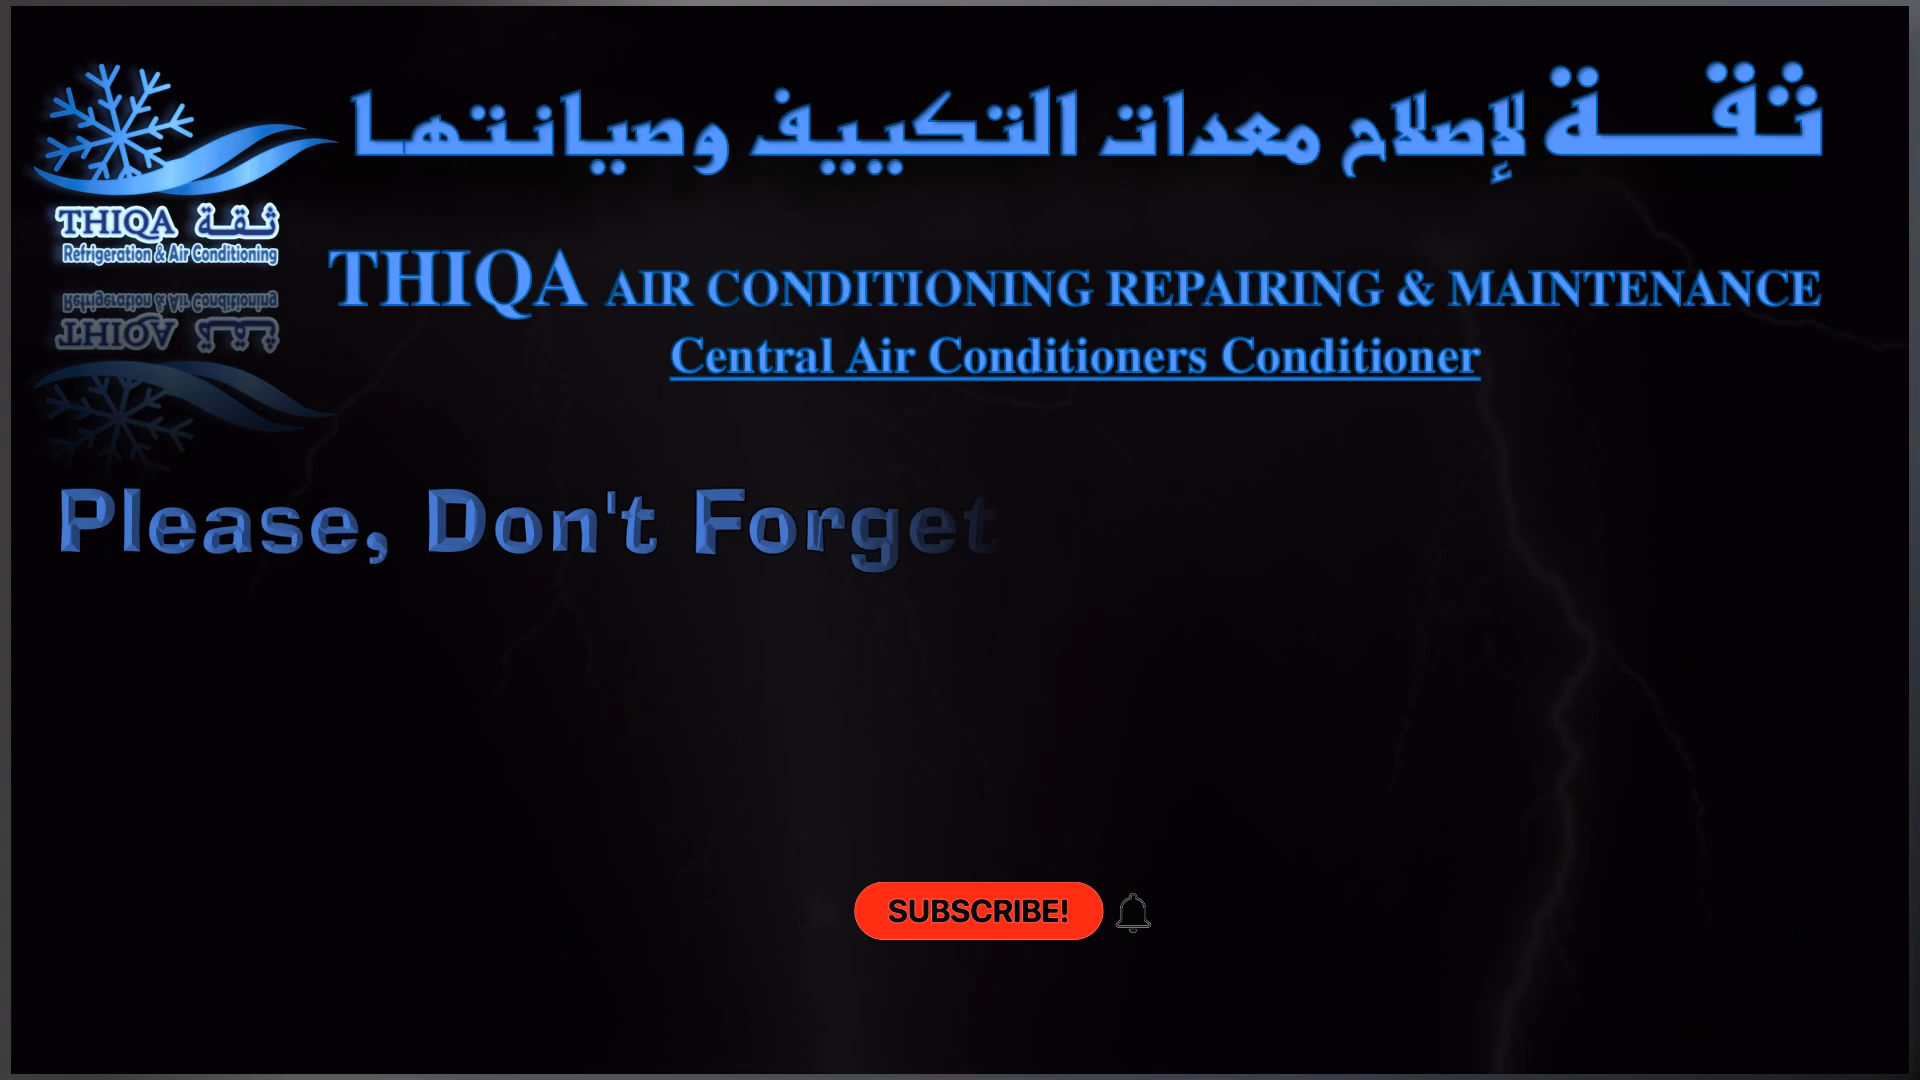 ثقـــة لإصلاح معدات التكييف وصيانتها
THIQA ثقة
Refrigeration & Air Conditioning
THIQA AIR CONDITIONING REPAIRING & MAINTENANCE
Central Air Conditioners Conditioner
Please, Don't Forget
SUBSCRIBE!